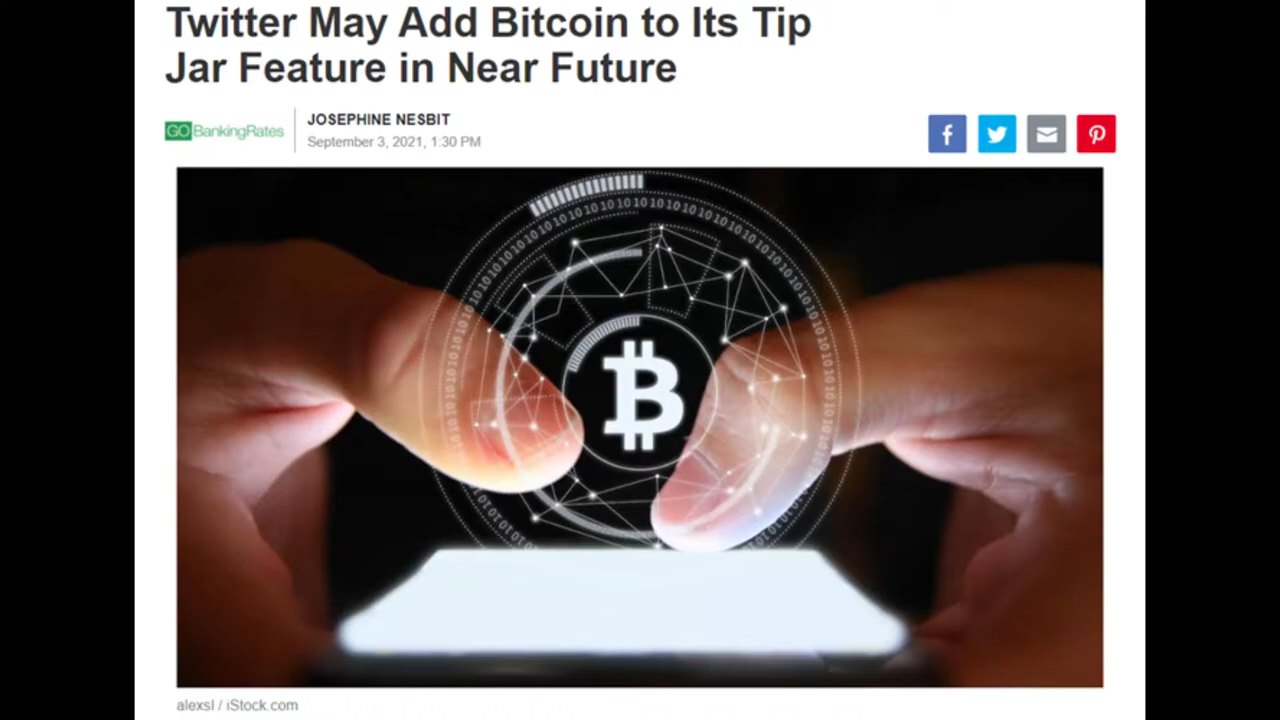 Twitter May Add Bitcoin to Its Tip
Jar Feature in Near Future
GOBankingRates
JOSEPHINE NESBIT
September 3, 2021, 1:30 PM
alexsl / iStock.com